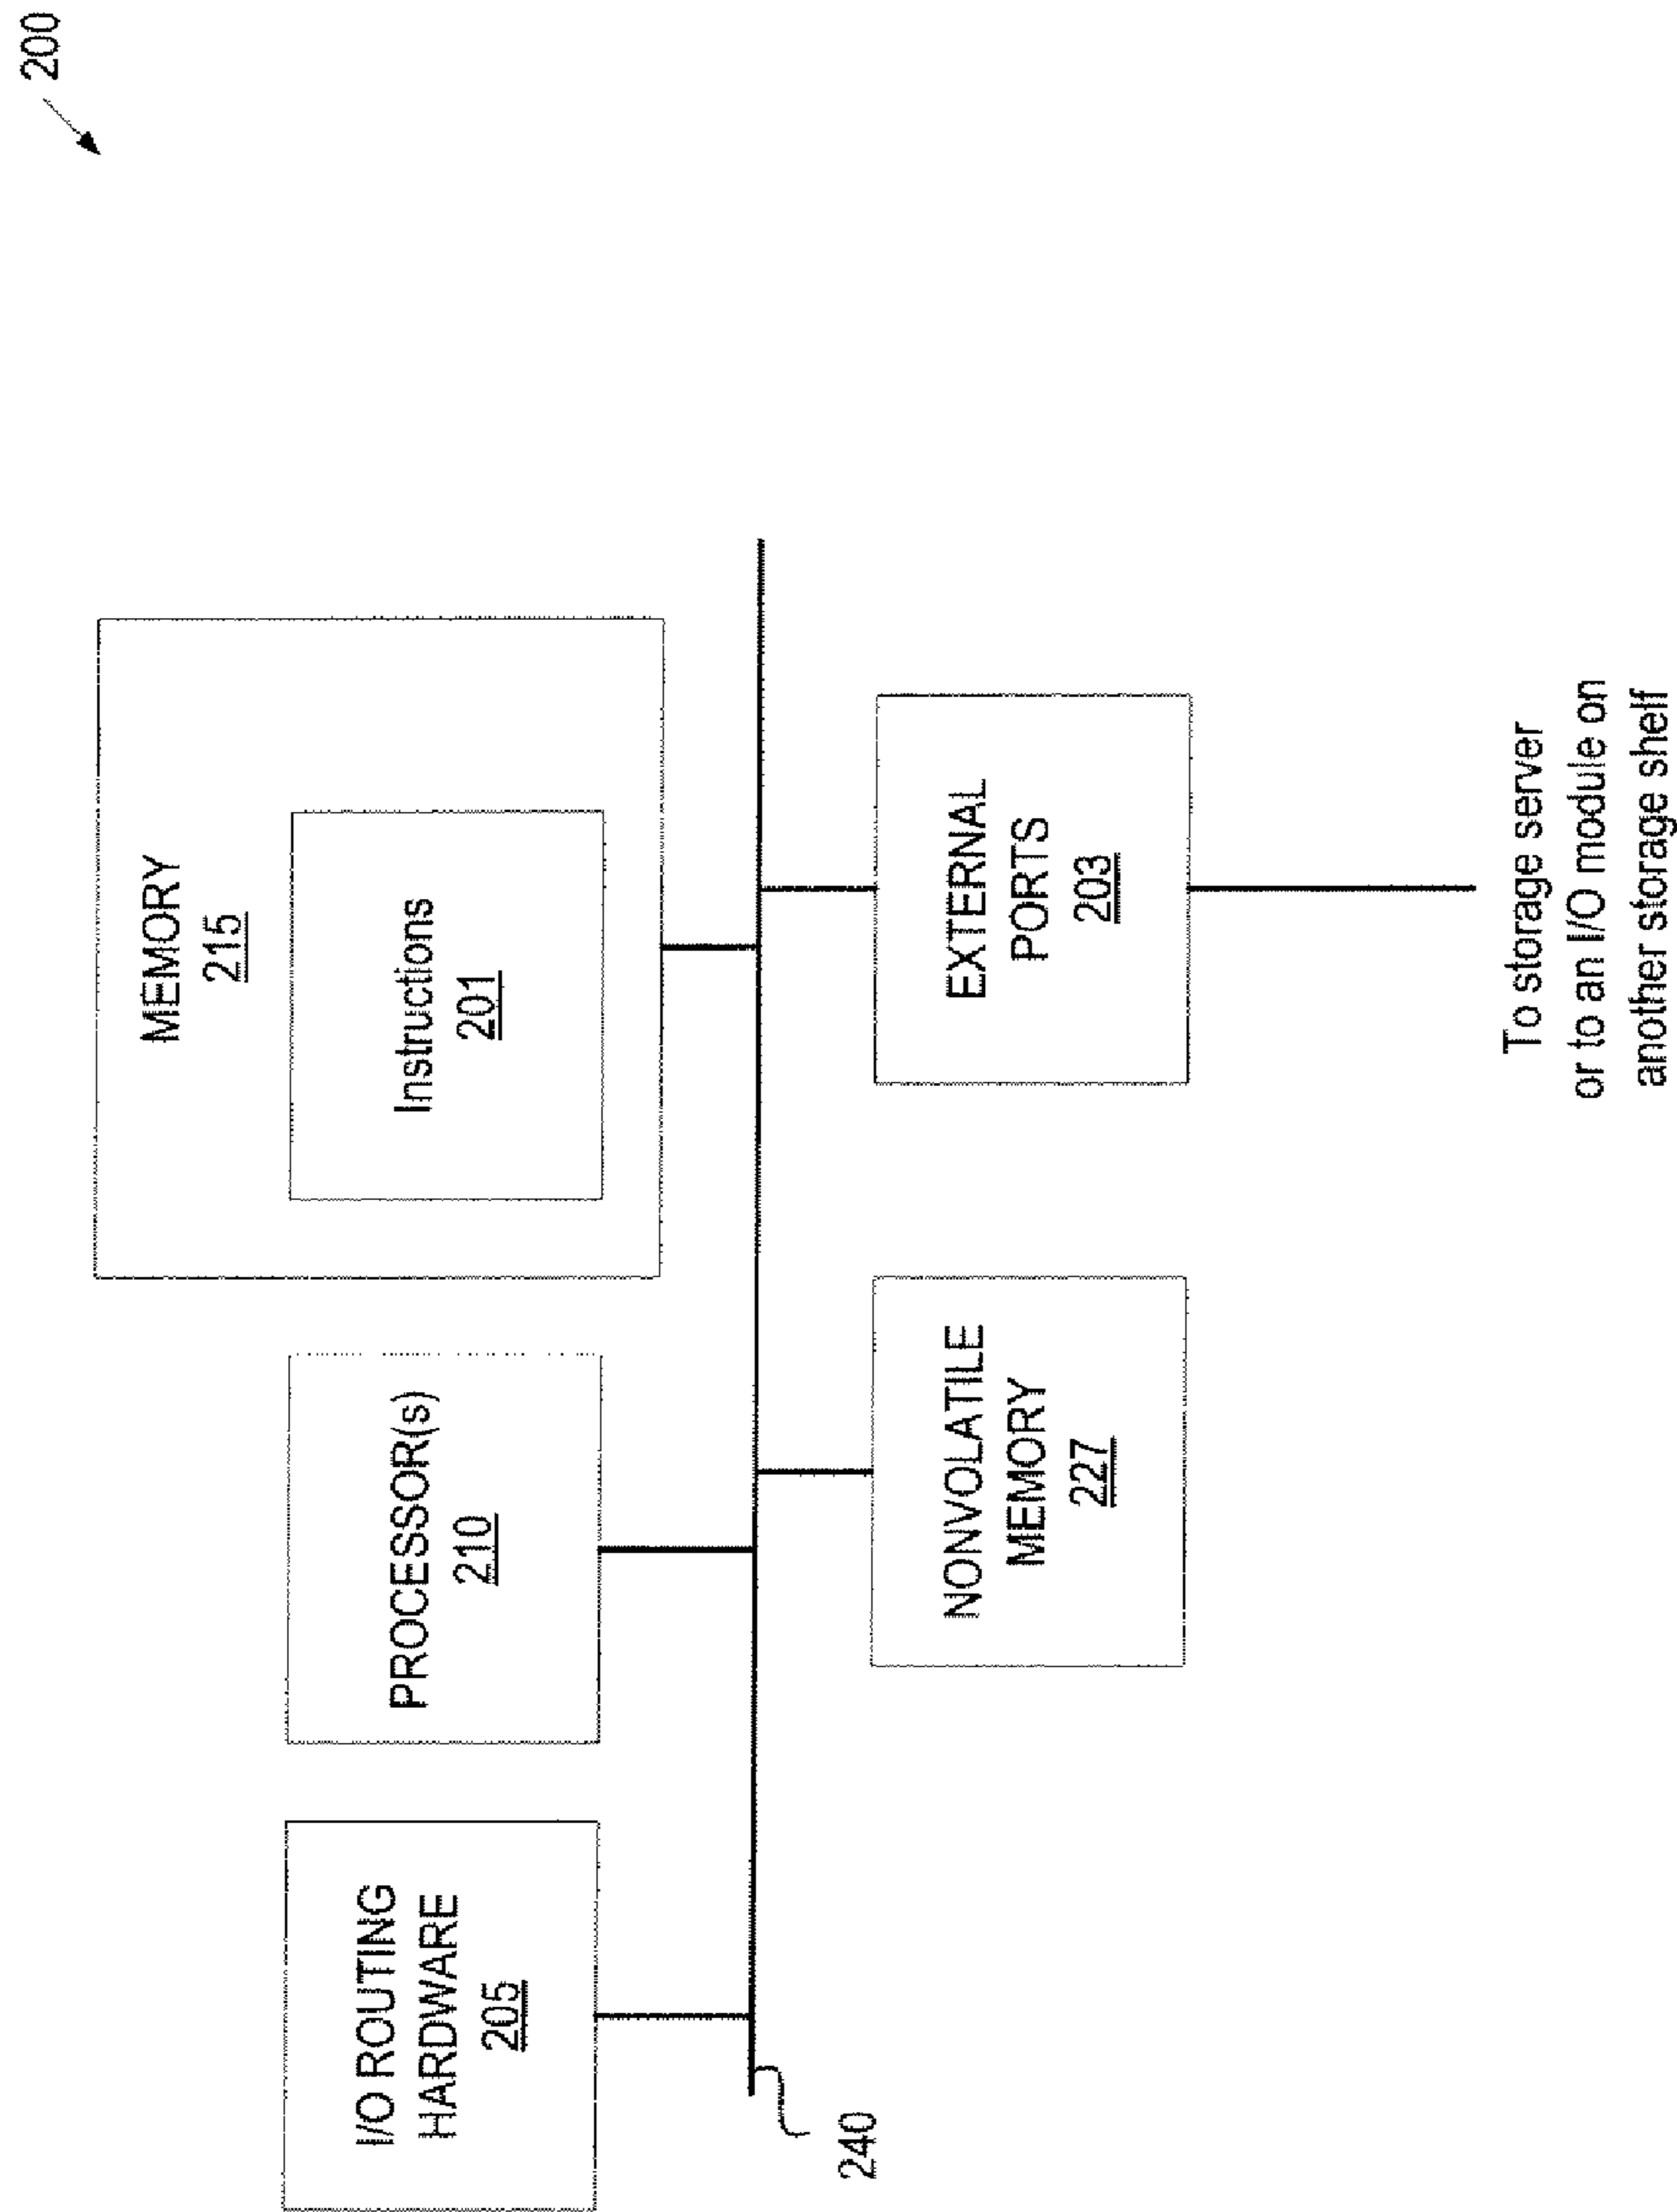 200
I/O ROUTING
HARDWARE
205
PROCESSOR(s)
210
MEMORY
215
Instructions
201
240
NONVOLATILE
MEMORY
227
EXTERNAL
PORTS
203
To storage server
or to an I/O module on
another storage shelf